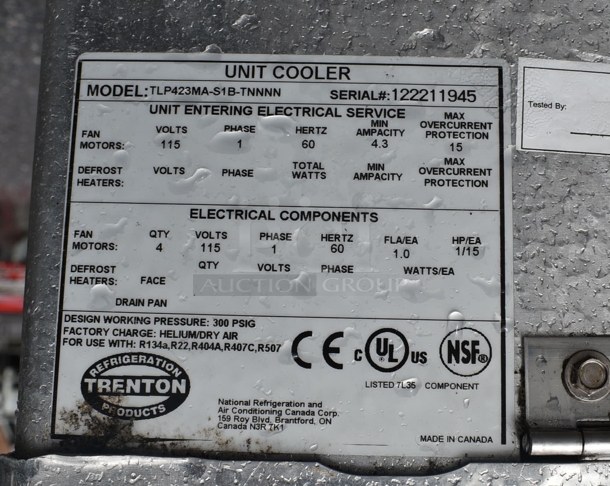 UNIT COOLER
MODEL:TLP423MA-S1B-TNNNN SERIAL#:122211945
UNIT ENTERING ELECTRICAL SERVICE
FAN MOTORS: VOLTS 115 PHASE 1 HERTZ 60 MIN AMPACITY 4.3 MAX OVERCURRENT PROTECTION 15
DEFROST HEATERS: VOLTS PHASE TOTAL WATTS MIN AMPACITY MAX OVERCURRENT PROTECTION
ELECTRICAL COMPONENTS
FAN MOTORS: QTY 4 VOLTS 115 PHASE 1 HERTZ 60 FLA/EA 1.0 HP/EA 1/15
DEFROST HEATERS: FACE QTY VOLTS PHASE WATTS/EA
DRAIN PAN
AUCTION GROUP
DESIGN WORKING PRESSURE: 300 PSIG
FACTORY CHARGE: HELIUM/DRY AIR
FOR USE WITH: R134a,R22,R404A,R407C,R507
REFRIGERATION
TRENTON
PRODUCTS
CE c UL US NSF®
LISTED 7L35 COMPONENT
National Refrigeration and
Air Conditioning Canada Corp.
159 Roy Blvd, Brantford, ON
Canada N3R 7K1
MADE IN CANADA
Tested By: